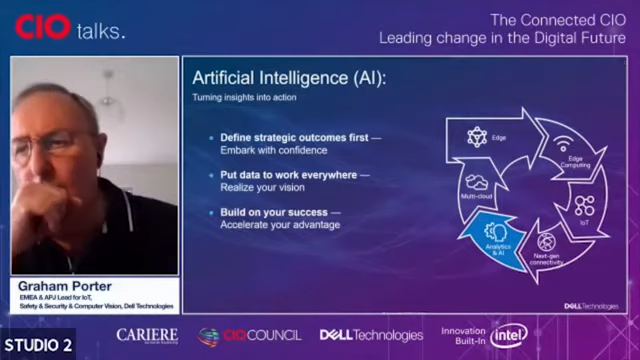 CIO talks.
The Connected CIO
Leading change in the Digital Future
Artificial Intelligence (AI):
Turning insights into action
Define strategic outcomes first —
Embark with confidence
Put data to work everywhere —
Realize your vision
Build on your success —
Accelerate your advantage
Edge
Edge
Computing
IoT
Next-gen
connectivity
Analytics
& AI
Multi-cloud
DELLTechnologies
Graham Porter
EMEA & APJ Lead for IoT,
Safety & Security & Computer Vision, Dell Technologies
STUDIO 2
CARIERE
CIOCOUNCIL
DELLTechnologies
Innovation
Built-In
intel